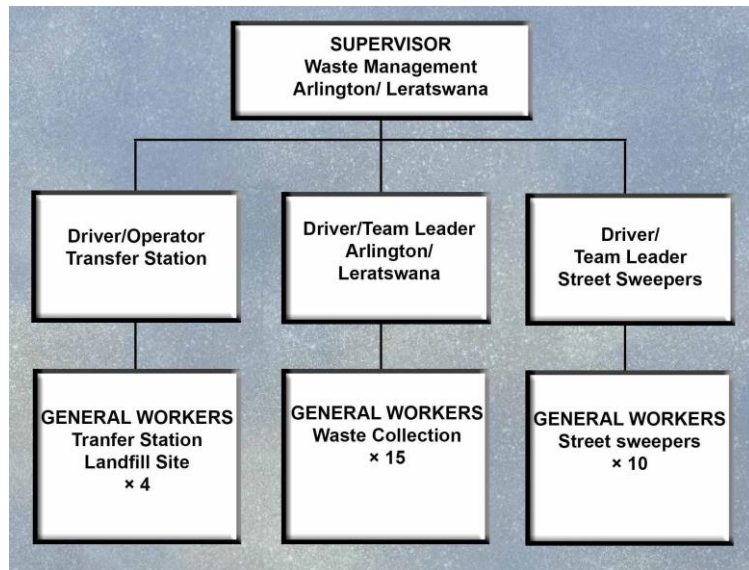 SUPERVISOR
Waste Management
Arlington/ Leratswana
Driver/Operator
Transfer Station
Driver/Team Leader
Arlington/
Leratswana
Driver/
Team Leader
Street Sweepers
GENERAL WORKERS
Tranfer Station
Landfill Site
× 4
GENERAL WORKERS
Waste Collection
× 15
GENERAL WORKERS
Street sweepers
× 10